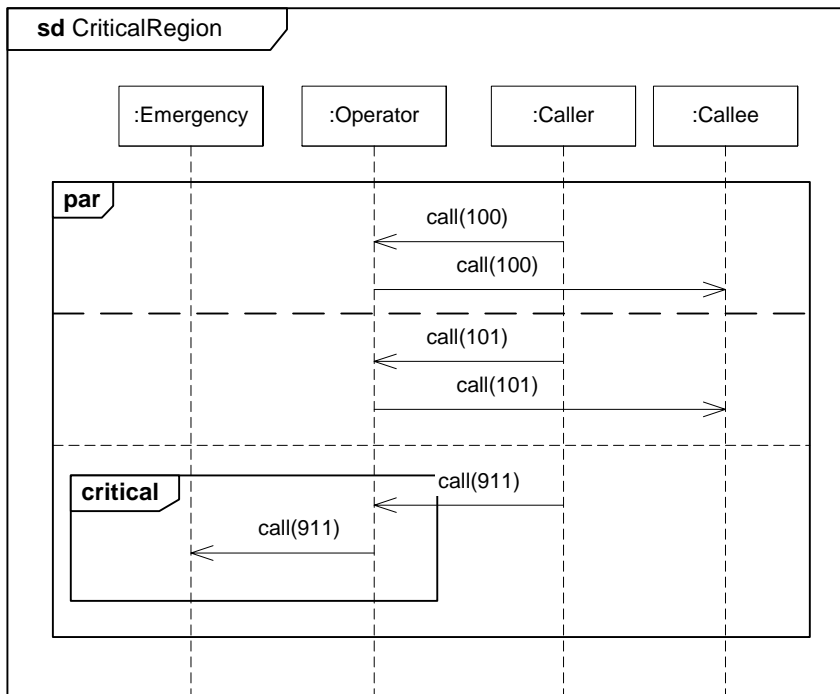 sd CriticalRegion
:Emergency
:Operator
:Caller
:Callee
par
call(100)
call(100)
call(101)
call(101)
critical
call(911)
call(911)